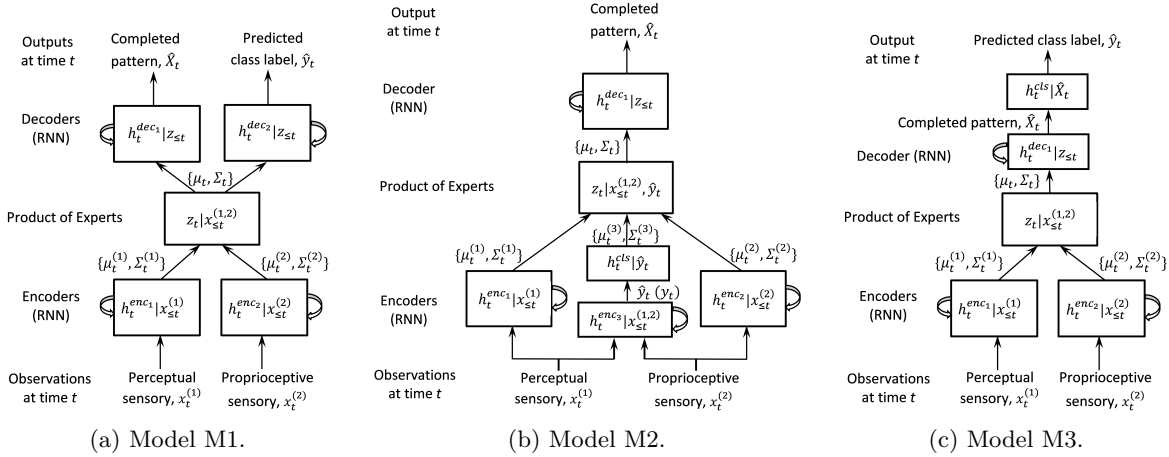 Outputs
at time t
Completed
pattern, X̂_t
Predicted
class label, ŷ_t
Decoders
(RNN)
h_t^{dec_1}|z_{≤t}
h_t^{dec_2}|z_{≤t}
{μ_t, Σ_t}
Product of Experts
z_t|x_{≤t}^{(1,2)}
{μ_t^{(1)}, Σ_t^{(1)}}
{μ_t^{(2)}, Σ_t^{(2)}}
Encoders
(RNN)
h_t^{enc_1}|x_{≤t}^{(1)}
h_t^{enc_2}|x_{≤t}^{(2)}
Observations
at time t
Perceptual
sensory, x_t^{(1)}
Proprioceptive
sensory, x_t^{(2)}
(a) Model M1.
Output
at time t
Completed
pattern, X̂_t
Decoder
(RNN)
h_t^{dec_1}|z_{≤t}
{μ_t, Σ_t}
Product of Experts
z_t|x_{≤t}^{(1,2)}, ŷ_t
{μ_t^{(1)}, Σ_t^{(1)}}
{μ_t^{(3)}, Σ_t^{(3)}}
{μ_t^{(2)}, Σ_t^{(2)}}
h_t^{cls}|ŷ_t
ŷ_t (y_t)
Encoders
(RNN)
h_t^{enc_1}|x_{≤t}^{(1)}
h_t^{enc_3}|x_{≤t}^{(1,2)}
h_t^{enc_2}|x_{≤t}^{(2)}
Observations
at time t
Perceptual
sensory, x_t^{(1)}
Proprioceptive
sensory, x_t^{(2)}
(b) Model M2.
Output
at time t
Predicted class label, ŷ_t
h_t^{cls}|X̂_t
Completed pattern, X̂_t
Decoder (RNN)
h_t^{dec_1}|z_{≤t}
{μ_t, Σ_t}
Product of Experts
z_t|x_{≤t}^{(1,2)}
{μ_t^{(1)}, Σ_t^{(1)}}
{μ_t^{(2)}, Σ_t^{(2)}}
Encoders
(RNN)
h_t^{enc_1}|x_{≤t}^{(1)}
h_t^{enc_2}|x_{≤t}^{(2)}
Observations
at time t
Perceptual
sensory, x_t^{(1)}
Proprioceptive
sensory, x_t^{(2)}
(c) Model M3.